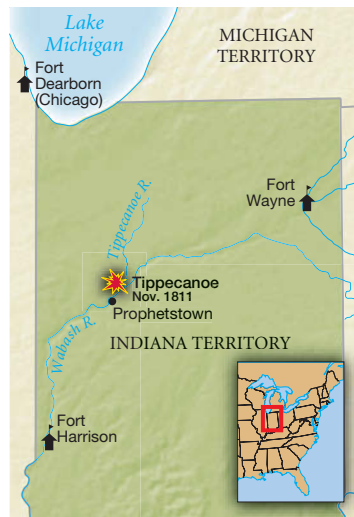 Lake
Michigan
MICHIGAN
TERRITORY
Fort
Dearborn
(Chicago)
Fort
Wayne
Tippecanoe R.
Tippecanoe
Nov. 1811
Prophetstown
Wabash R.
INDIANA TERRITORY
Fort
Harrison